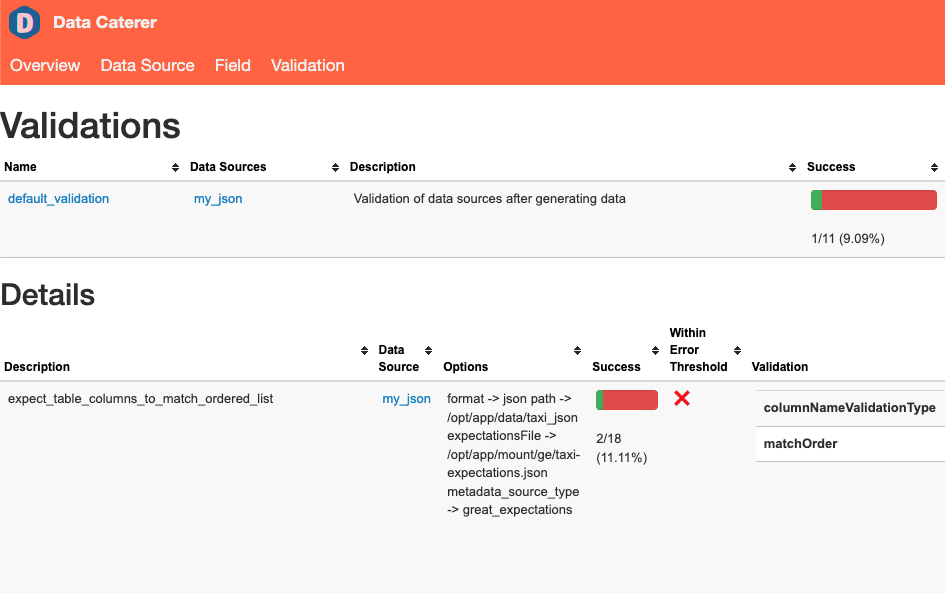 D Data Caterer
Overview Data Source Field Validation
Validations
Name Data Sources Description Success
default_validation my_json Validation of data sources after generating data
1/11 (9.09%)
Details
Within
Data Error
Description Source Options Success Threshold Validation
expect_table_columns_to_match_ordered_list my_json format -> json path -> columnNameValidationType
/opt/app/data/taxi_json
expectationsFile -> 2/18 matchOrder
/opt/app/mount/ge/taxi- (11.11%)
expectations.json
metadata_source_type
-> great_expectations